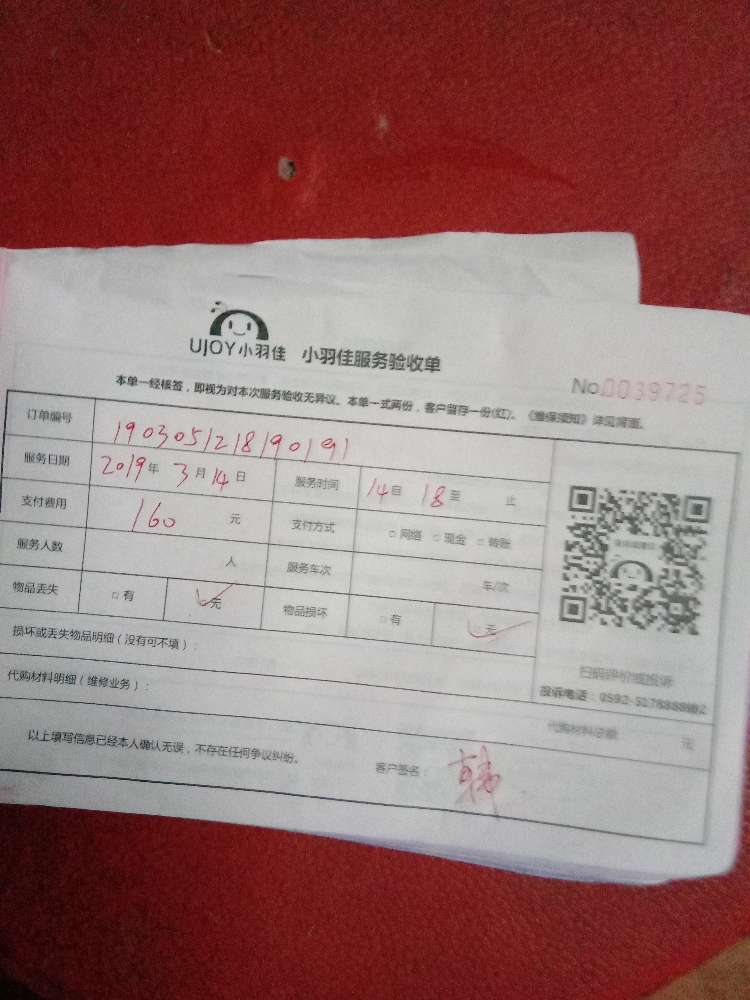 UJOY小羽佳 小羽佳服务验收单
No.0039725
本单一经核签，即视为对本次服务验收无异议。本单一式两份，客户留存一份(红)。《维保须知》详见背面。
订单编号 1903051218190191
服务日期 2019年 3月 14日 服务时间 14自 18至 止
支付费用 160 元 支付方式 □网络 □现金 □转账
服务人数 人 服务车次 车/次
物品丢失 □有 ✓无 物品损坏 □有 ✓无
扫码评价或投诉
损坏或丢失物品明细（没有可不填）：
投诉电话：0592-5178888
代购材料明细（维修业务）：
代购材料总额 元
以上填写信息已经本人确认无误，不存在任何争议纠纷。 客户签名： 韩